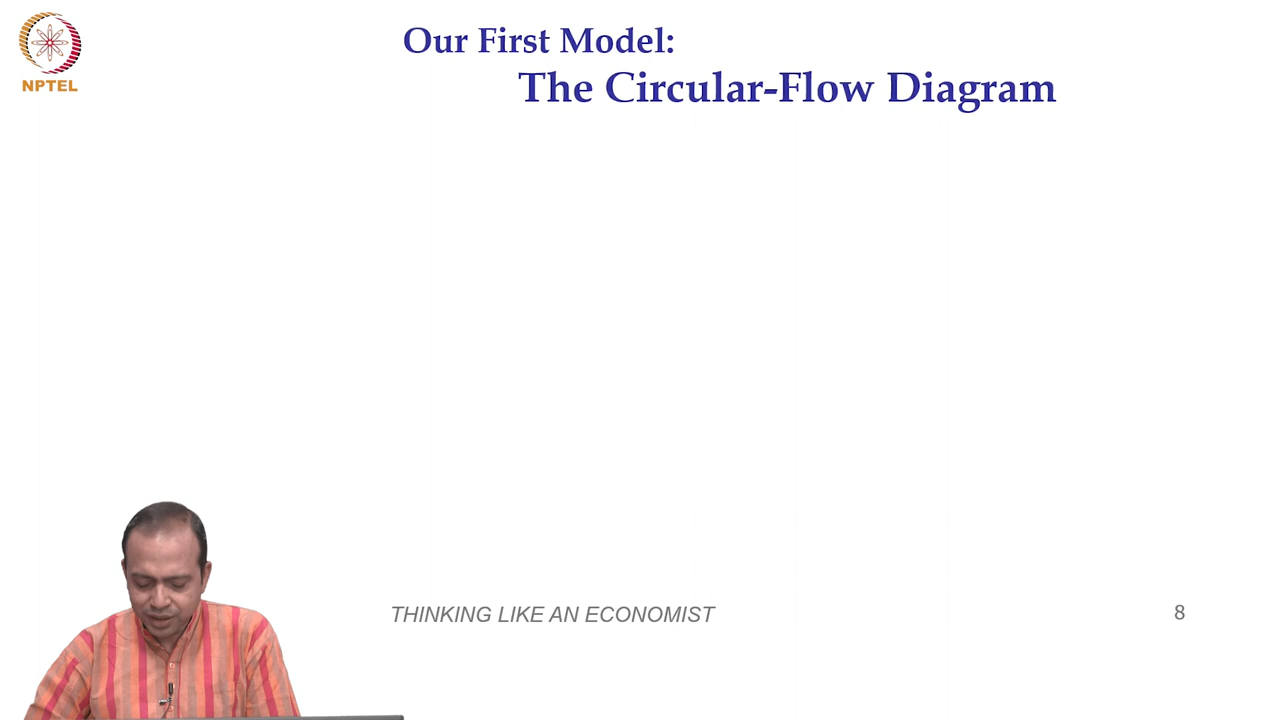 NPTEL
Our First Model:
The Circular-Flow Diagram
THINKING LIKE AN ECONOMIST
8